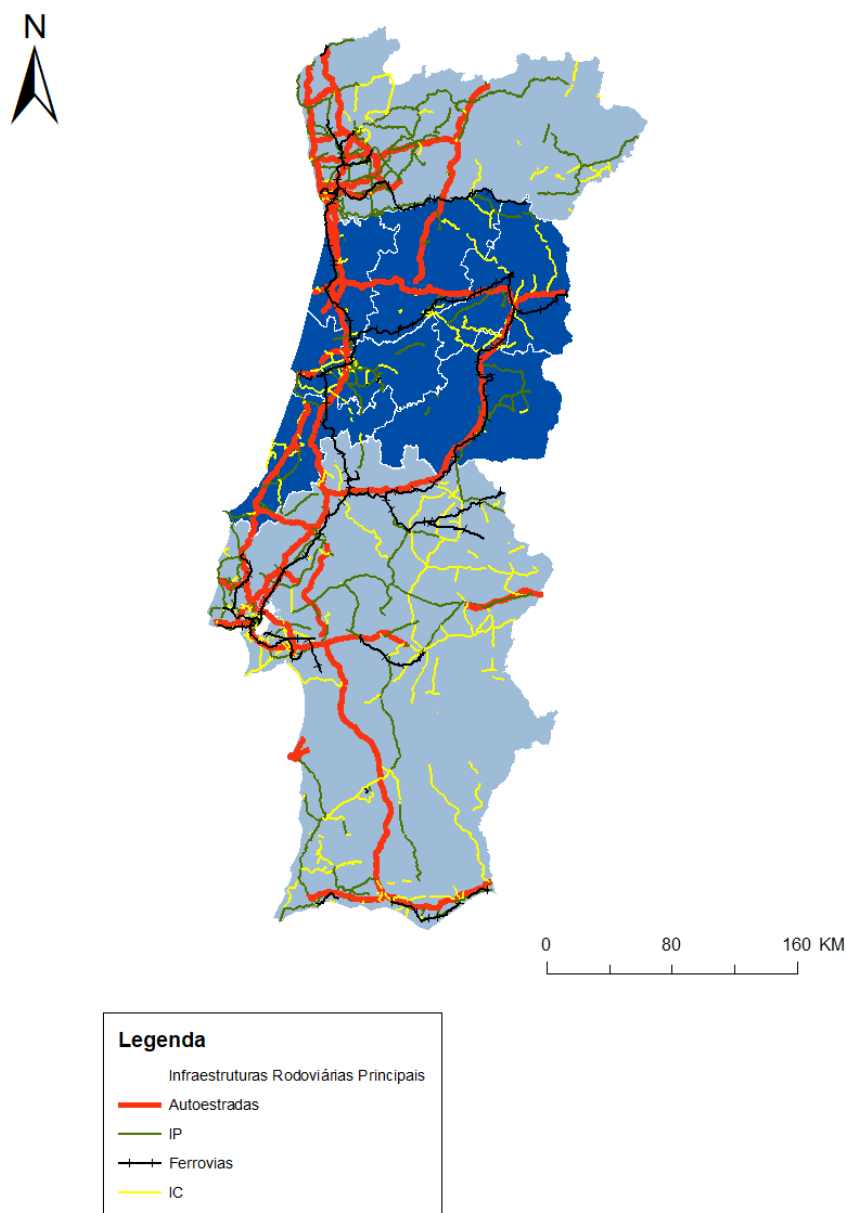 N
0 80 160 KM
Legenda
Infraestruturas Rodoviárias Principais
Autoestradas
IP
Ferrovias
IC